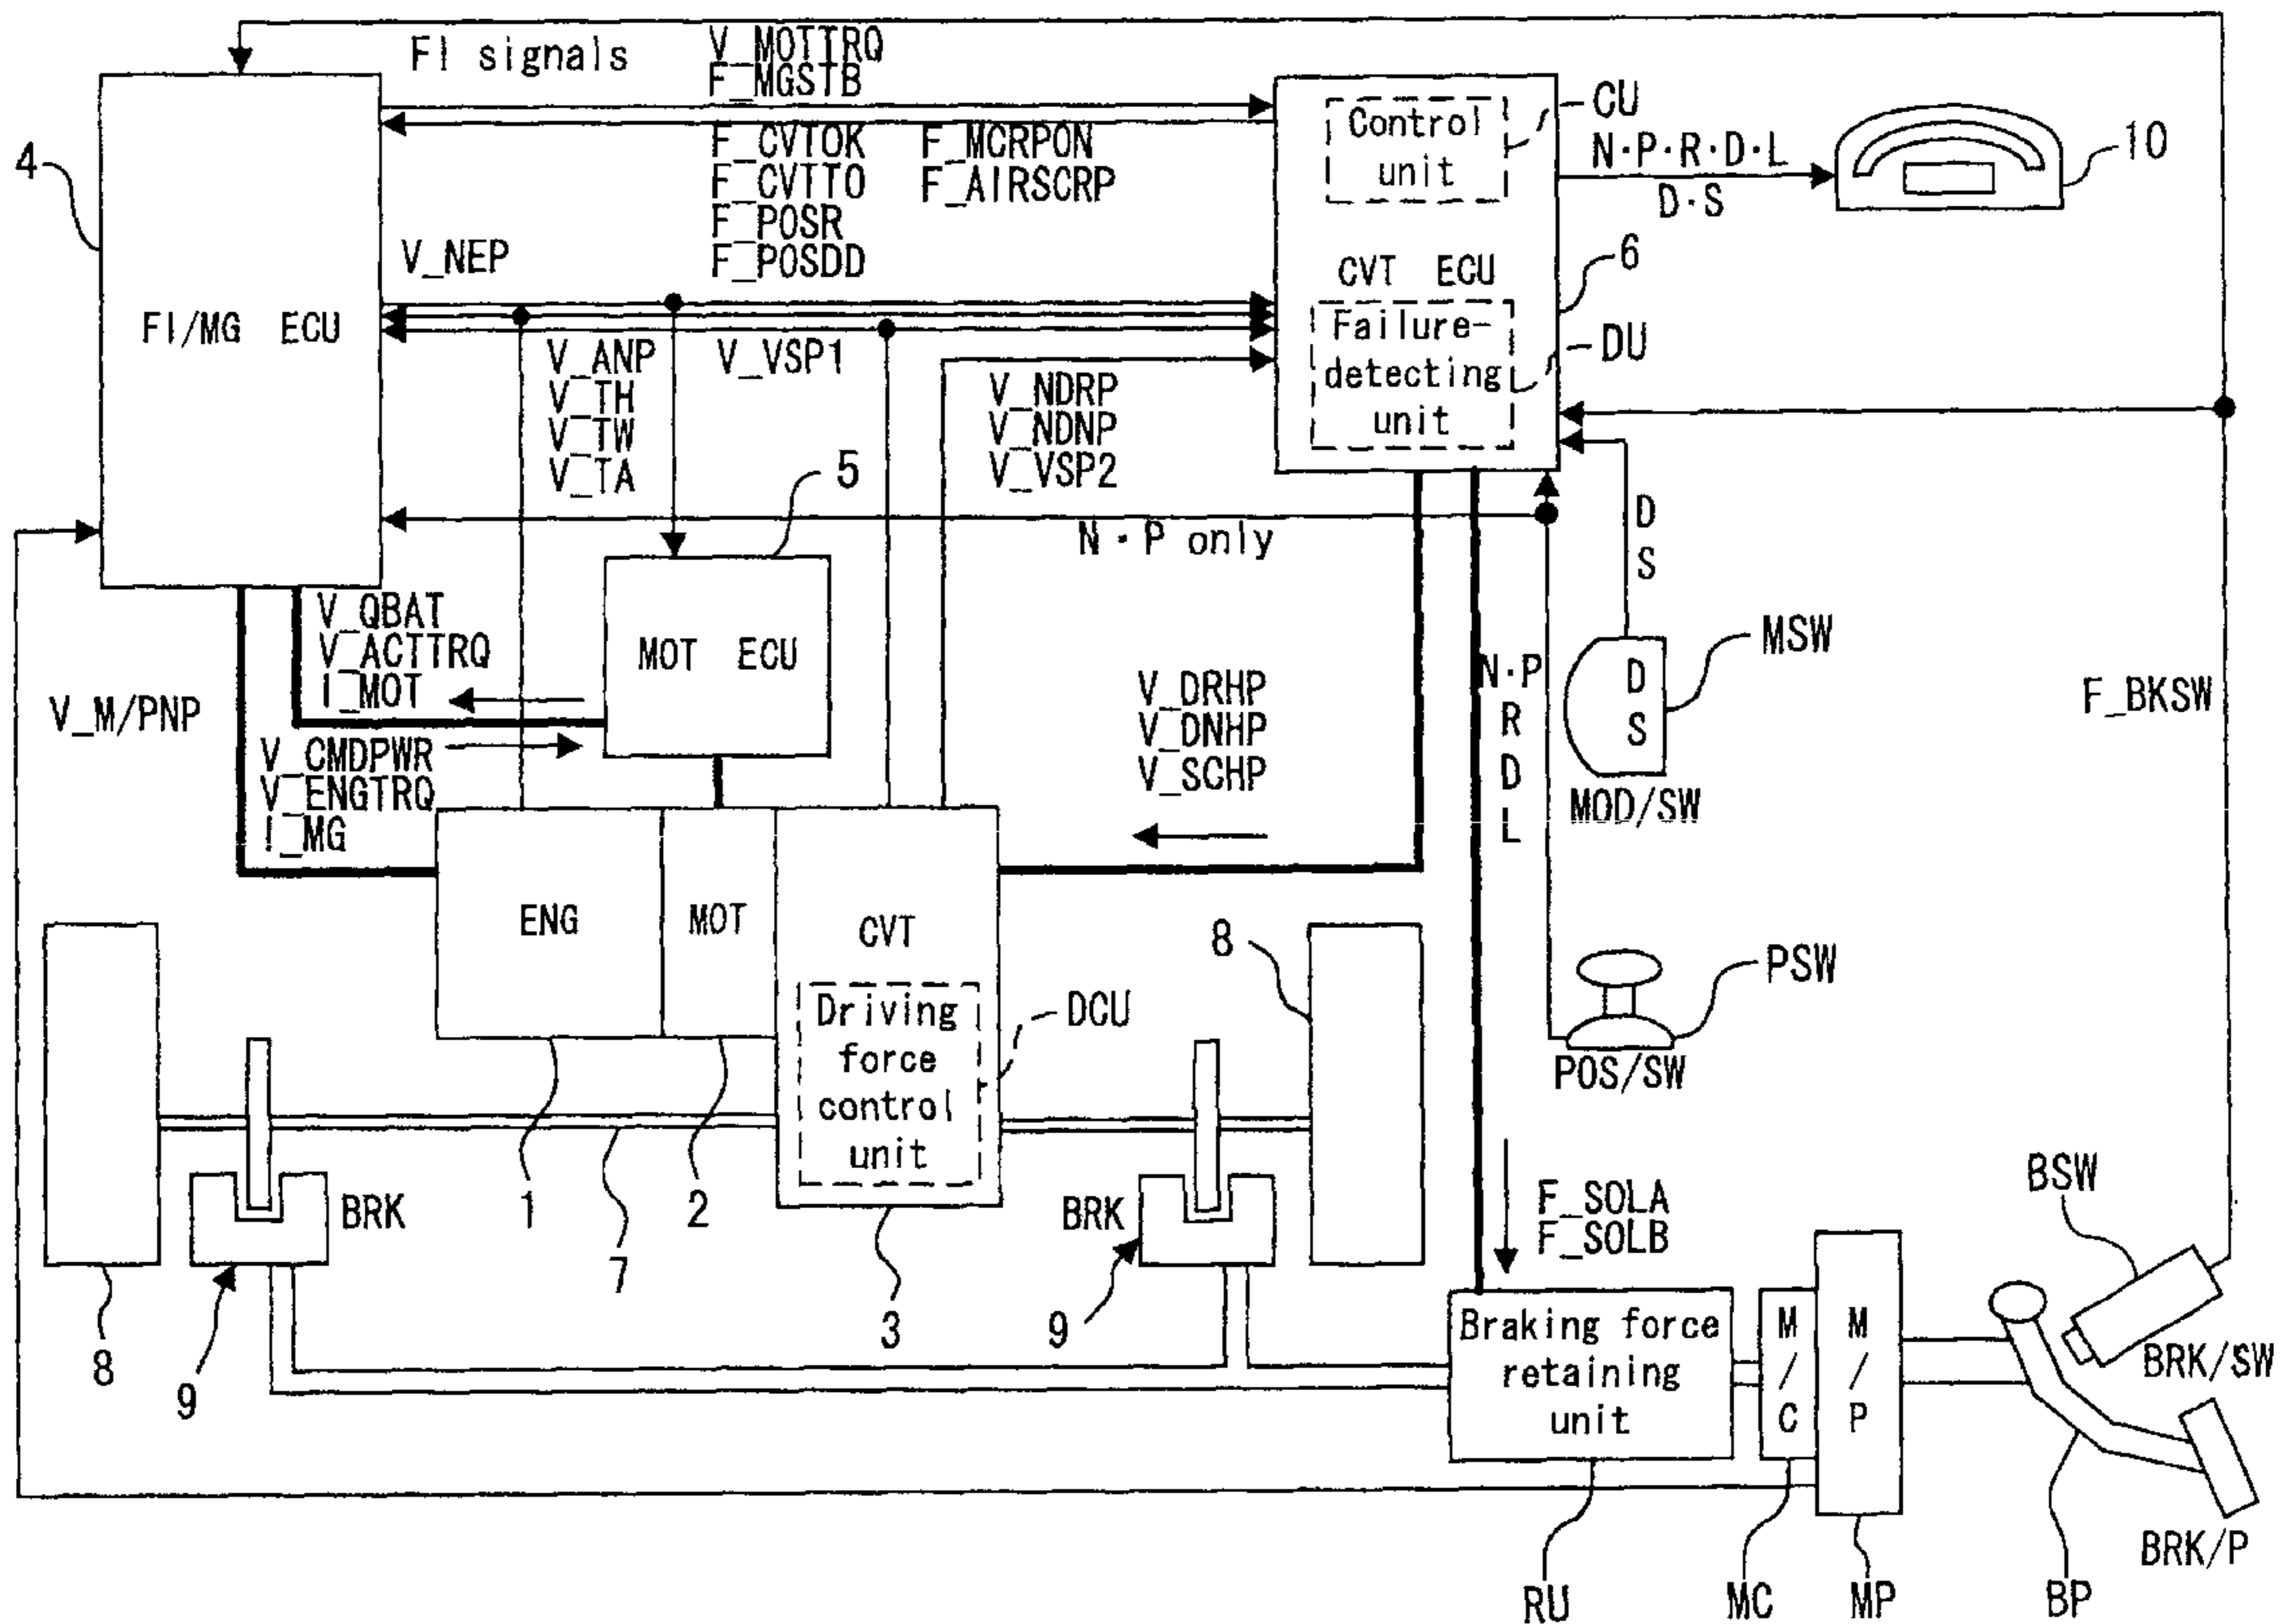 FI signals
V_MOTTRQ
F_MGSTB
F_CVTOK
F_CVTTO
F_POSR
F_POSDD
F_MCRPON
F_AIRSCRP
Control
unit
CU
N·P·R·D·L
D·S
10
4
V_NEP
FI/MG ECU
CVT ECU
6
Failure-
detecting
unit
DU
V_ANP
V_TH
V_TW
V_TA
V_VSP1
V_NDRP
V_NDNP
V_VSP2
5
N·P only
D
S
V_QBAT
V_ACTTRQ
I_MOT
MOT ECU
V_M/PNP
V_CMDPWR
V_ENGTRQ
I_MG
V_DRHP
V_DNHP
V_SCHP
N·P
R
D
L
D
S
MSW
MOD/SW
F_BKSW
ENG
MOT
CVT
8
Driving
force
control
unit
DCU
PSW
POS/SW
1
2
7
3
BRK
BRK
8
9
9
F_SOLA
F_SOLB
BSW
BRK/SW
Braking force
retaining
unit
M
/
C
M
/
P
BRK/P
RU
MC
MP
BP